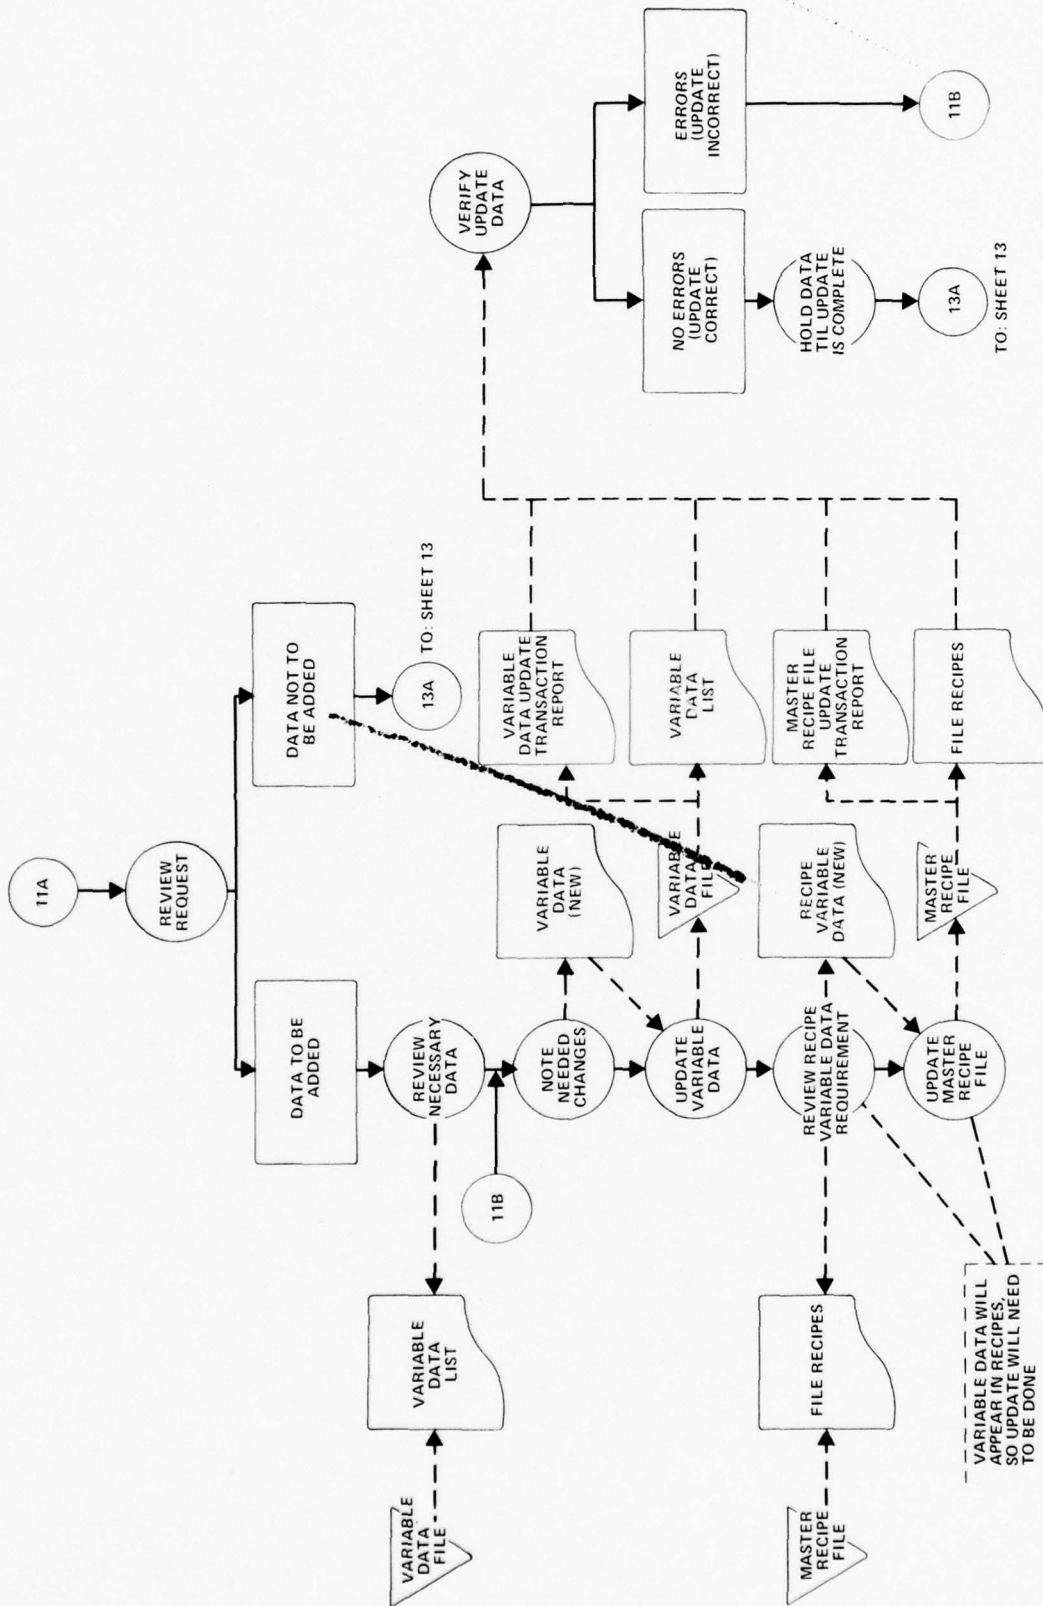 11A
REVIEW
REQUEST
DATA TO BE
ADDED
DATA NOT TO
BE ADDED
13A
TO: SHEET 13
REVIEW
NECESSARY
DATA
VARIABLE
DATA
FILE
VARIABLE
DATA
LIST
11B
NOTE
NEEDED
CHANGES
VARIABLE
DATA
(NEW)
VARIABLE
DATA UPDATE
TRANSACTION
REPORT
UPDATE
VARIABLE
DATA
VARIABLE
DATA
FILE
VARIABLE
DATA
LIST
MASTER
RECIPE
FILE
FILE RECIPES
REVIEW RECIPE
VARIABLE DATA
REQUIREMENT
RECIPE
VARIABLE
DATA (NEW)
MASTER
RECIPE FILE
UPDATE
TRANSACTION
REPORT
UPDATE
MASTER
RECIPE
FILE
MASTER
RECIPE
FILE
FILE RECIPES
VARIABLE DATA WILL
APPEAR IN RECIPES,
SO UPDATE WILL NEED
TO BE DONE
VERIFY
UPDATE
DATA
NO ERRORS
(UPDATE
CORRECT)
ERRORS
(UPDATE
INCORRECT)
HOLD DATA
TIL UPDATE
IS COMPLETE
13A
TO: SHEET 13
11B